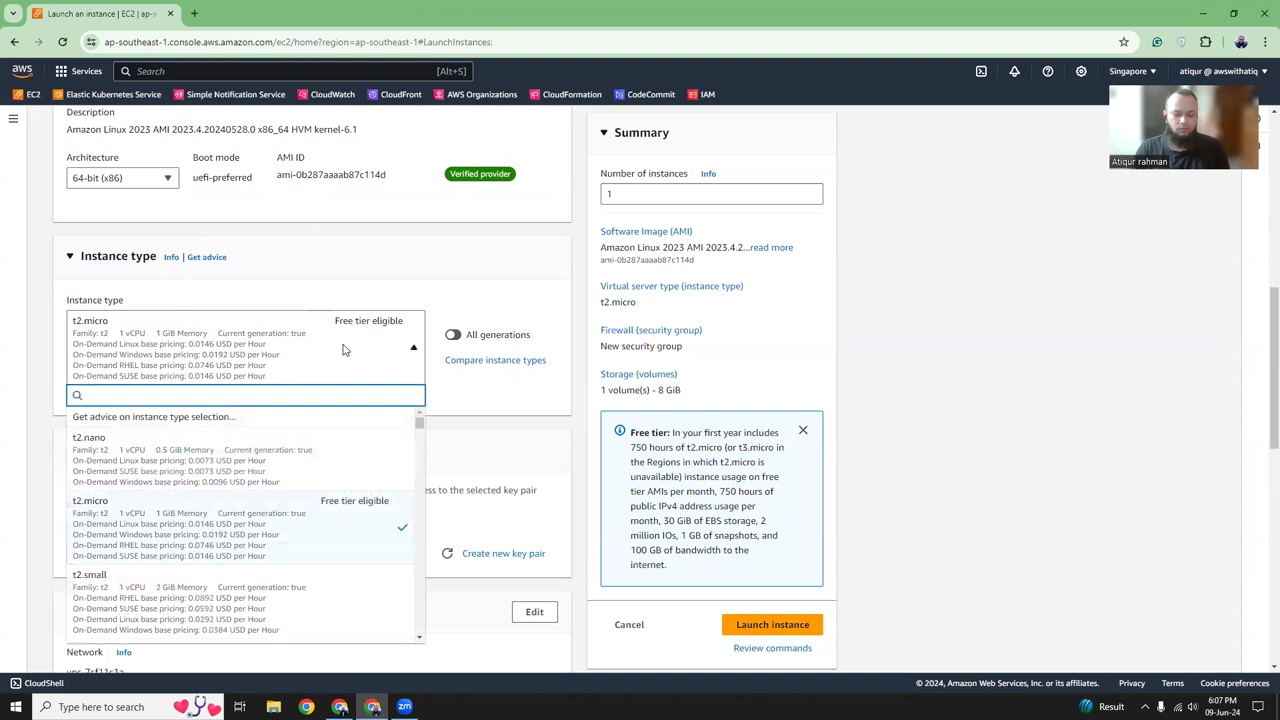 Launch an instance | EC2 | ap-s
ap-southeast-1.console.aws.amazon.com/ec2/home?region=ap-southeast-1#LaunchInstances:
aws
Services
Search
[Alt+S]
Singapore
atiqur @ awswithatiq
EC2
Elastic Kubernetes Service
Simple Notification Service
CloudWatch
CloudFront
AWS Organizations
CloudFormation
CodeCommit
IAM
Atiqur rahman
Description
Amazon Linux 2023 AMI 2023.4.20240528.0 x86_64 HVM kernel-6.1
Architecture
Boot mode
AMI ID
64-bit (x86)
uefi-preferred
ami-0b287aaaab87c114d
Verified provider
Instance type
Info | Get advice
Instance type
t2.micro
Free tier eligible
Family: t2 1 vCPU 1 GiB Memory Current generation: true
On-Demand Linux base pricing: 0.0146 USD per Hour
On-Demand Windows base pricing: 0.0192 USD per Hour
On-Demand RHEL base pricing: 0.0746 USD per Hour
On-Demand SUSE base pricing: 0.0146 USD per Hour
All generations
Compare instance types
Get advice on instance type selection...
t2.nano
Family: t2 1 vCPU 0.5 GiB Memory Current generation: true
On-Demand Linux base pricing: 0.0073 USD per Hour
On-Demand SUSE base pricing: 0.0073 USD per Hour
On-Demand Windows base pricing: 0.0096 USD per Hour
t2.micro
Free tier eligible
Family: t2 1 vCPU 1 GiB Memory Current generation: true
On-Demand Linux base pricing: 0.0146 USD per Hour
On-Demand Windows base pricing: 0.0192 USD per Hour
On-Demand RHEL base pricing: 0.0746 USD per Hour
On-Demand SUSE base pricing: 0.0146 USD per Hour
t2.small
Family: t2 1 vCPU 2 GiB Memory Current generation: true
On-Demand RHEL base pricing: 0.0892 USD per Hour
On-Demand SUSE base pricing: 0.0592 USD per Hour
On-Demand Linux base pricing: 0.0292 USD per Hour
On-Demand Windows base pricing: 0.0384 USD per Hour
ess to the selected key pair
Create new key pair
Edit
Network
Info
Summary
Number of instances
Info
1
Software Image (AMI)
Amazon Linux 2023 AMI 2023.4.2...read more
ami-0b287aaaab87c114d
Virtual server type (instance type)
t2.micro
Firewall (security group)
New security group
Storage (volumes)
1 volume(s) - 8 GiB
Free tier: In your first year includes
750 hours of t2.micro (or t3.micro in
the Regions in which t2.micro is
unavailable) instance usage on free
tier AMIs per month, 750 hours of
public IPv4 address usage per
month, 30 GiB of EBS storage, 2
million IOs, 1 GB of snapshots, and
100 GB of bandwidth to the
internet.
Cancel
Launch instance
Review commands
CloudShell
© 2024, Amazon Web Services, Inc. or its affiliates.
Privacy
Terms
Cookie preferences
Type here to search
zm
Result
6:07 PM
09-Jun-24